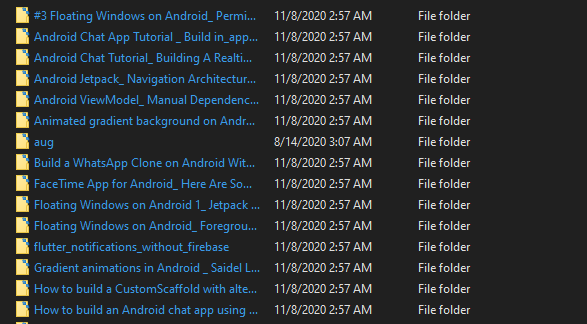 #3 Floating Windows on Android_ Permi... 11/8/2020 2:57 AM File folder
Android Chat App Tutorial _ Build in_app... 11/8/2020 2:57 AM File folder
Android Chat Tutorial_ Building A Realti... 11/8/2020 2:57 AM File folder
Android Jetpack_ Navigation Architectur... 11/8/2020 2:57 AM File folder
Android ViewModel_ Manual Dependenc... 11/8/2020 2:57 AM File folder
Animated gradient background on Andr... 11/8/2020 2:57 AM File folder
aug 8/14/2020 3:07 AM File folder
Build a WhatsApp Clone on Android Wit... 11/8/2020 2:57 AM File folder
FaceTime App for Android_ Here Are So... 11/8/2020 2:57 AM File folder
Floating Windows on Android 1_ Jetpack ... 11/8/2020 2:57 AM File folder
Floating Windows on Android_ Foregrou... 11/8/2020 2:57 AM File folder
flutter_notifications_without_firebase 11/8/2020 2:57 AM File folder
Gradient animations in Android _ Saidel L... 11/8/2020 2:57 AM File folder
How to build a CustomScaffold with alte... 11/8/2020 2:57 AM File folder
How to build an Android chat app using ... 11/8/2020 2:57 AM File folder